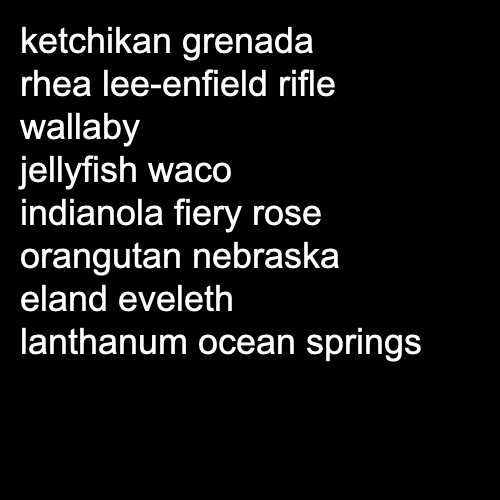 ketchikan grenada
rhea lee-enfield rifle
wallaby
jellyfish waco
indianola fiery rose
orangutan nebraska
eland eveleth
lanthanum ocean springs